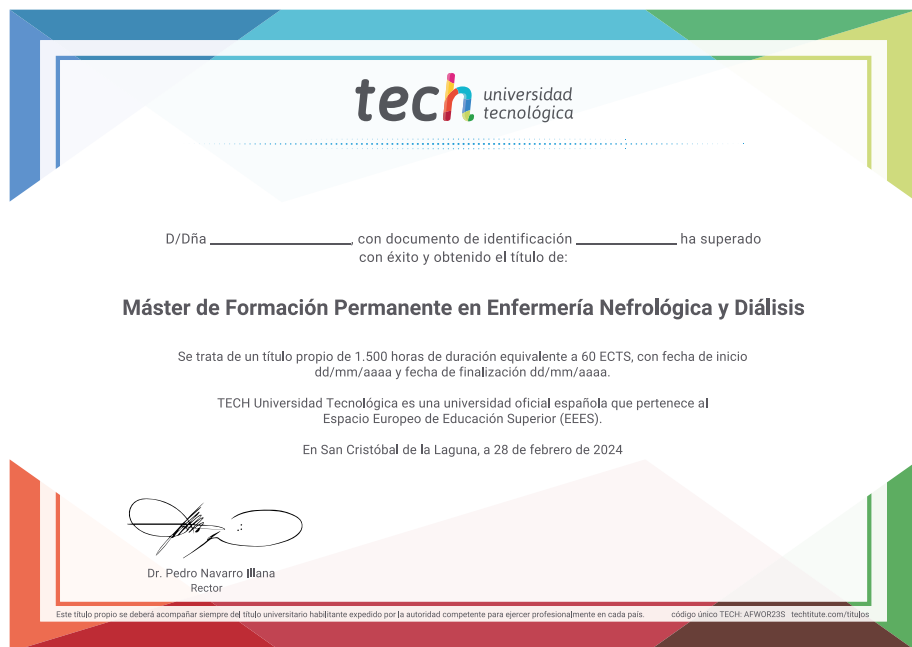 tech universidad
tecnológica
D/Dña ____________________, con documento de identificación ______________ ha superado
con éxito y obtenido el título de:
Máster de Formación Permanente en Enfermería Nefrológica y Diálisis
Se trata de un título propio de 1.500 horas de duración equivalente a 60 ECTS, con fecha de inicio
dd/mm/aaaa y fecha de finalización dd/mm/aaaa.
TECH Universidad Tecnológica es una universidad oficial española que pertenece al
Espacio Europeo de Educación Superior (EEES).
En San Cristóbal de la Laguna, a 28 de febrero de 2024
Dr. Pedro Navarro Illana
Rector
Este título propio se deberá acompañar siempre del título universitario habilitante expedido por la autoridad competente para ejercer profesionalmente en cada país. código único TECH: AFWOR23S techtitute.com/titulos